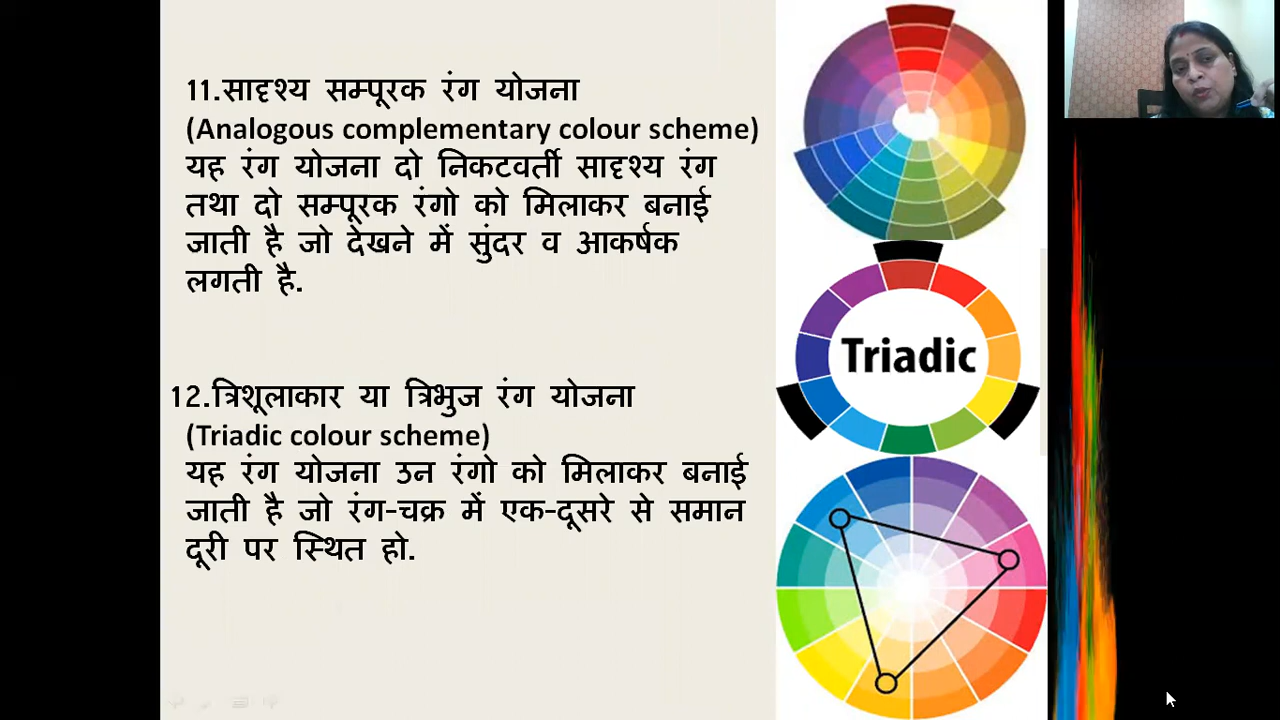 11.सादृश्य सम्पूरक रंग योजना
(Analogous complementary colour scheme)
यह रंग योजना दो निकटवर्ती सादृश्य रंग
तथा दो सम्पूरक रंगो को मिलाकर बनाई
जाती है जो देखने में सुंदर व आकर्षक
लगती है.
12.त्रिशूलाकार या त्रिभुज रंग योजना
(Triadic colour scheme)
यह रंग योजना उन रंगो को मिलाकर बनाई
जाती है जो रंग-चक्र में एक-दूसरे से समान
दूरी पर स्थित हो.
Triadic